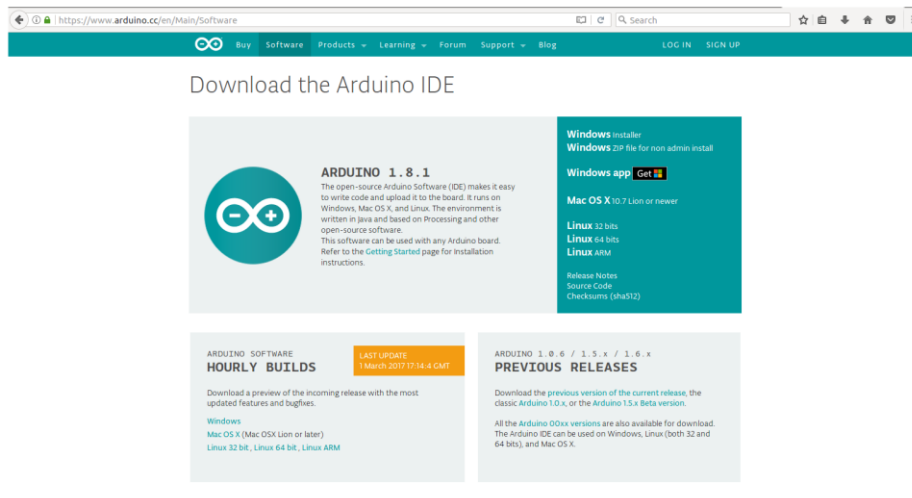 https://www.arduino.cc/en/Main/Software
Search
Buy Software Products Learning Forum Support Blog LOG IN SIGN UP
Download the Arduino IDE
ARDUINO 1.8.1
The open-source Arduino Software (IDE) makes it easy
to write code and upload it to the board. It runs on
Windows, Mac OS X, and Linux. The environment is
written in Java and based on Processing and other
open-source software.
This software can be used with any Arduino board.
Refer to the Getting Started page for Installation
instructions.
Windows Installer
Windows ZIP file for non admin install
Windows app Get
Mac OS X 10.7 Lion or newer
Linux 32 bits
Linux 64 bits
Linux ARM
Release Notes
Source Code
Checksums (sha512)
ARDUINO SOFTWARE
HOURLY BUILDS
LAST UPDATE
1 March 2017 17:14:4 GMT
Download a preview of the incoming release with the most
updated features and bugfixes.
Windows
Mac OS X (Mac OSX Lion or later)
Linux 32 bit, Linux 64 bit, Linux ARM
ARDUINO 1.0.6 / 1.5.x / 1.6.x
PREVIOUS RELEASES
Download the previous version of the current release, the
classic Arduino 1.0.x, or the Arduino 1.5.x Beta version.
All the Arduino 00xx versions are also available for download.
The Arduino IDE can be used on Windows, Linux (both 32 and
64 bits), and Mac OS X.